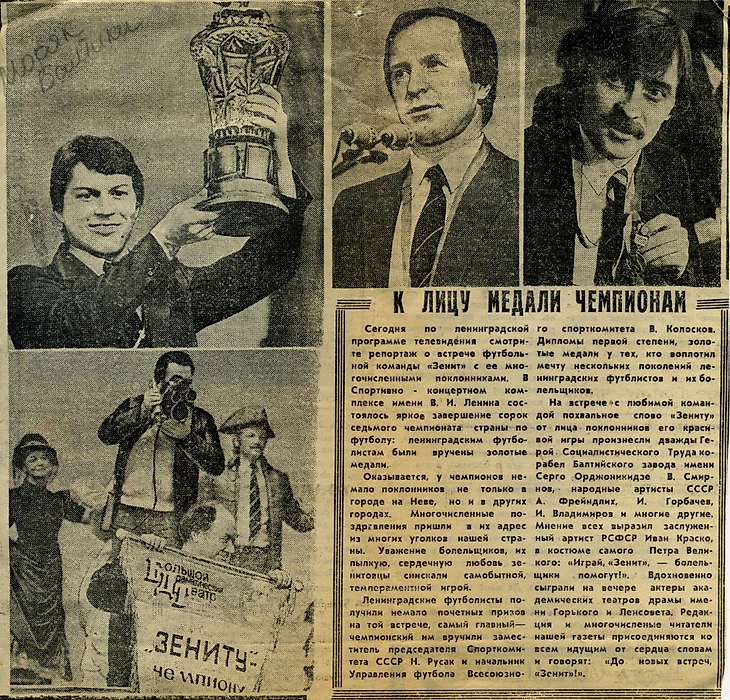 Маяк
Балтики
К ЛИЦУ МЕДАЛИ ЧЕМПИОНАМ
Сегодня по ленинградской
программе телевидения смотри-
те репортаж о встрече футболь-
ной команды «Зенит» с ее мно-
гочисленными поклонниками. В
Спортивно - концертном ком-
плексе имени В. И. Ленина сос-
тоялось яркое завершение сорок
седьмого чемпионата страны по
футболу: ленинградским футбо-
листам были вручены золотые
медали.
Оказывается, у чемпионов не-
мало поклонников не только в
городе на Неве, но и в других
городах. Многочисленные по-
здравления пришли в их адрес
из многих уголков нашей стра-
ны. Уважение болельщиков, их
пылкую, сердечную любовь зе-
нитовцы снискали самобытной,
темпераментной игрой.
Ленинградские футболисты по-
лучили немало почетных призов
на той встрече, самый главный—
чемпионский им вручили замес-
титель председателя Спорткоми-
тета СССР Н. Русак и начальник
Управления футбола Всесоюзно-
го спорткомитета В. Колосков.
Дипломы первой степени, золо-
тые медали у тех, кто воплотил
мечту нескольких поколений ле-
нинградских футблистов и их бо-
лельщиков.
На встрече с любимой коман-
дой похвальное слово «Зениту»
от лица поклонников его краси-
вой игры произнесли дважды Ге-
рой Социалистического Труда ко-
рабел Балтийского завода имени
Серго Орджоникидзе В. Смир-
нов, народные артисты СССР
А. Фрейндлих, И. Горбачев,
И. Владимиров и многие другие.
Мнение всех выразил заслужен-
ный артист РСФСР Иван Краско,
в костюме самого Петра Вели-
кого: «Играй, «Зенит», — болель-
щики помогут!». Вдохновенно
сыграли на вечере актеры ака-
демических театров драмы име-
ни Горького и Ленсовета. Редак-
ция и многочисленые читатели
нашей газеты присоединяются ко
всем идущим от сердца словам
и говорят: «До новых встреч,
«Зенит»!».
Большой
театр
„ЗЕНИТУ"-
чемпиону